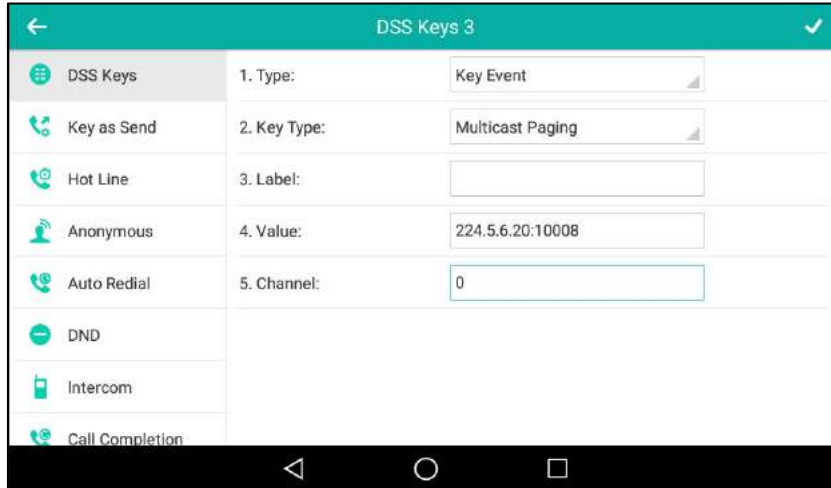 DSS Keys 3
DSS Keys
1. Type:
Key Event
Key as Send
2. Key Type:
Multicast Paging
Hot Line
3. Label:
Anonymous
4. Value:
224.5.6.20:10008
Auto Redial
5. Channel:
0
DND
Intercom
Call Completion